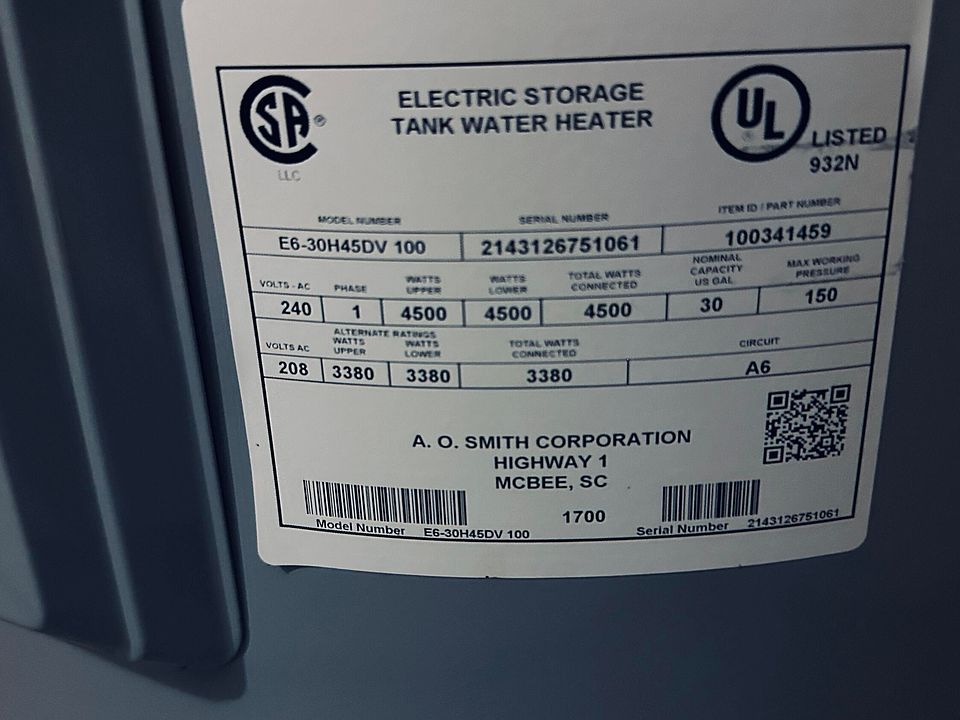 SA ®
LLC
ELECTRIC STORAGE
TANK WATER HEATER
UL LISTED
932N
MODEL NUMBER SERIAL NUMBER ITEM ID / PART NUMBER
E6-30H45DV 100 2143126751061 100341459
VOLTS - AC PHASE WATTS UPPER WATTS LOWER TOTAL WATTS CONNECTED NOMINAL CAPACITY US GAL MAX WORKING PRESSURE
240 1 4500 4500 4500 30 150
ALTERNATE RATINGS
VOLTS AC WATTS UPPER WATTS LOWER TOTAL WATTS CONNECTED CIRCUIT
208 3380 3380 3380 A6
A. O. SMITH CORPORATION
HIGHWAY 1
MCBEE, SC
1700
Model Number E6-30H45DV 100 Serial Number 2143126751061